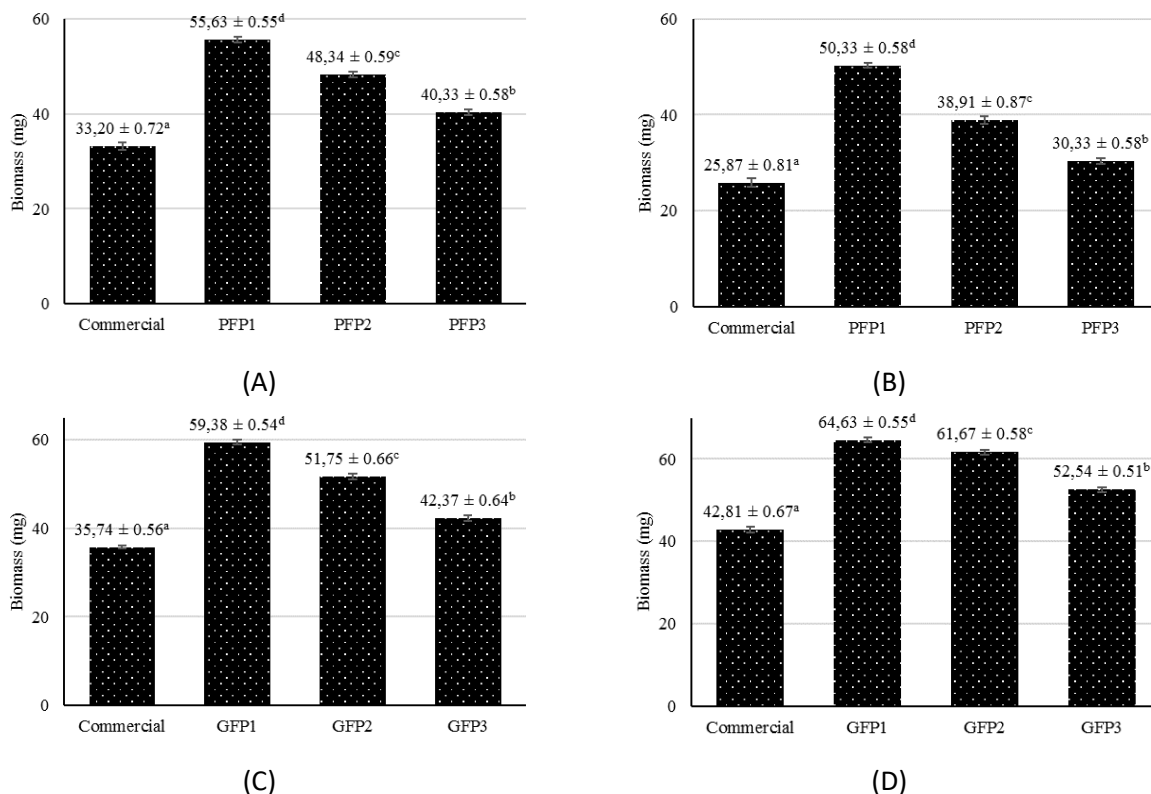 60
55,63 ± 0.55ᵈ
48,34 ± 0.59ᶜ
40,33 ± 0.58ᵇ
40
33,20 ± 0.72ᵃ
20
0
Biomass (mg)
Commercial PFP1 PFP2 PFP3
(A)
60
50,33 ± 0.58ᵈ
38,91 ± 0.87ᶜ
40
30,33 ± 0.58ᵇ
25,87 ± 0.81ᵃ
20
0
Biomass (mg)
Commercial PFP1 PFP2 PFP3
(B)
59,38 ± 0.54ᵈ
60
51,75 ± 0.66ᶜ
42,37 ± 0.64ᵇ
35,74 ± 0.56ᵃ
40
20
0
Biomass (mg)
Commercial GFP1 GFP2 GFP3
(C)
64,63 ± 0.55ᵈ
61,67 ± 0.58ᶜ
60
52,54 ± 0.51ᵇ
42,81 ± 0.67ᵃ
40
20
0
Biomass (mg)
Commercial GFP1 GFP2 GFP3
(D)